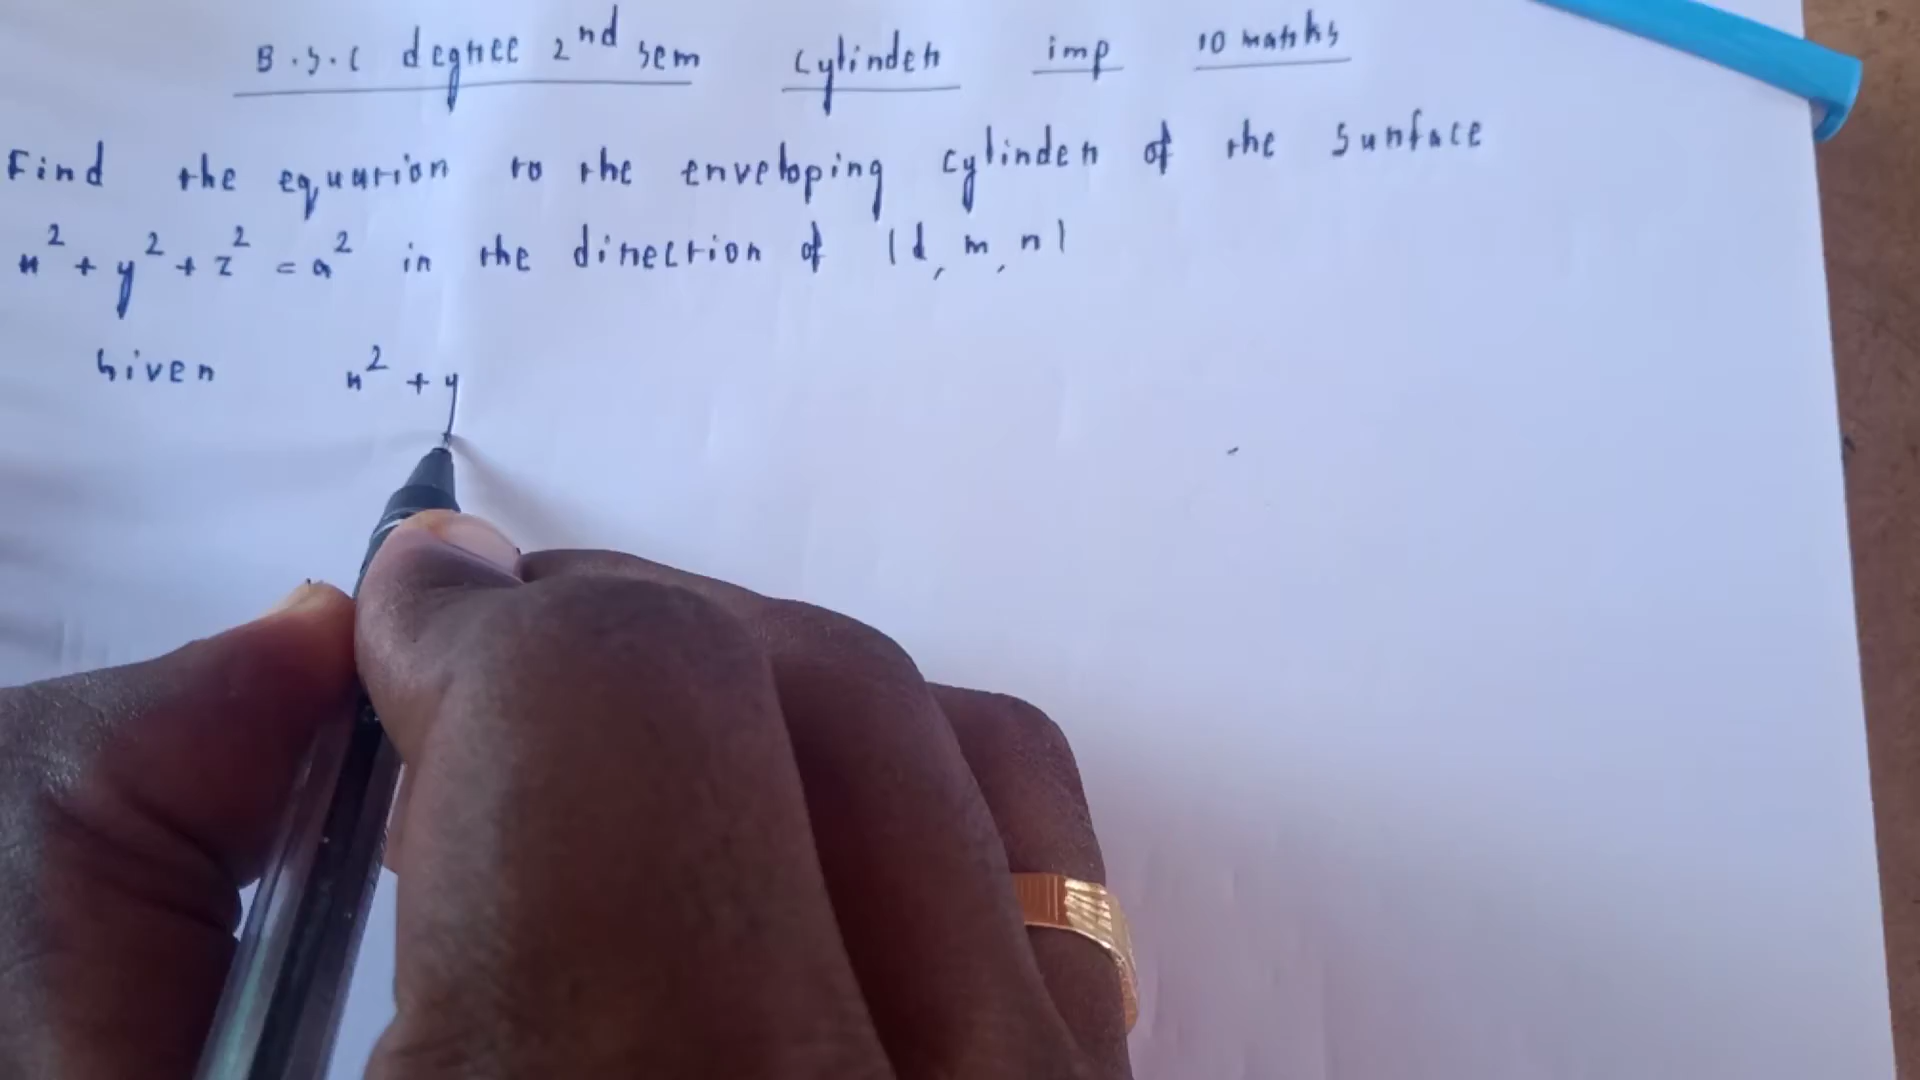 B.S.C degree 2nd sem cylinder imp 10 marks
Find the equation to the enveloping cylinder of the surface
x² + y² + z² = a² in the direction of (l, m, n)
Given x² + y